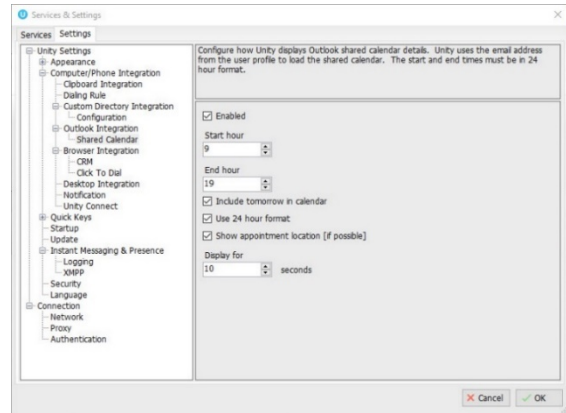 Services & Settings
Services Settings
Unity Settings
Appearance
Computer/Phone Integration
Clipboard Integration
Dialing Rule
Custom Directory Integration
Configuration
Outlook Integration
Shared Calendar
Browser Integration
CRM
Click To Dial
Desktop Integration
Notification
Unity Connect
Quick Keys
Startup
Update
Instant Messaging & Presence
Logging
XMPP
Security
Language
Connection
Network
Proxy
Authentication
Configure how Unity displays Outlook shared calendar details. Unity uses the email address
from the user profile to load the shared calendar. The start and end times must be in 24
hour format.
Enabled
Start hour
9
End hour
19
Include tomorrow in calendar
Use 24 hour format
Show appointment location [if possible]
Display for
10 seconds
Cancel OK